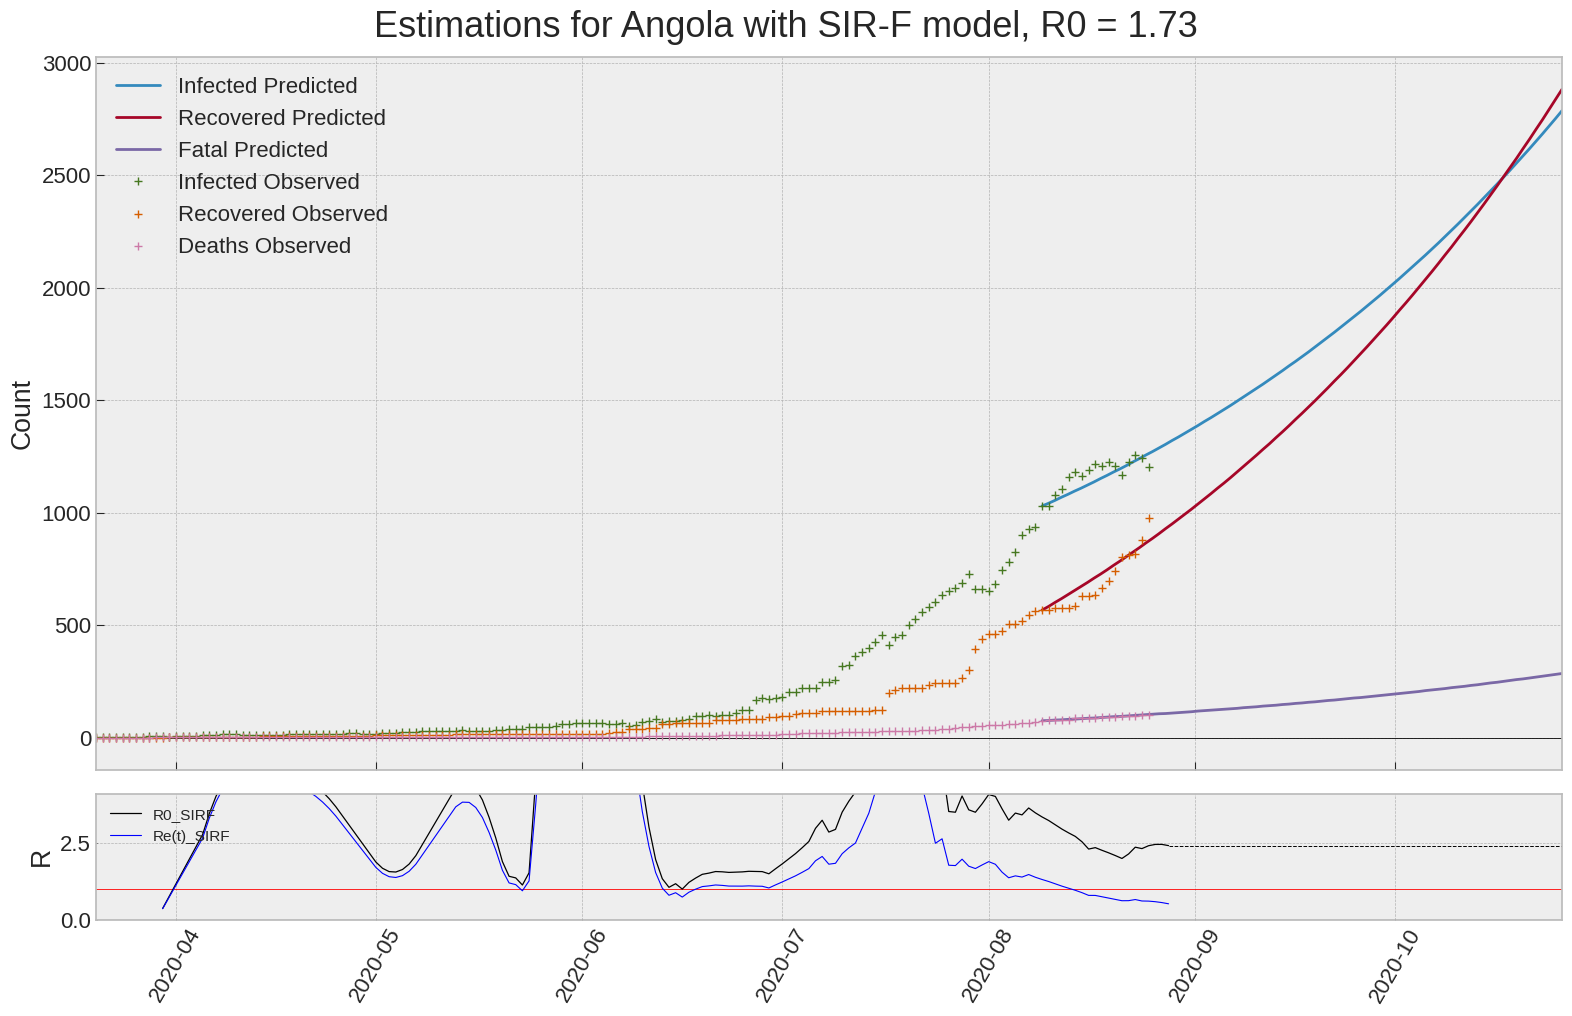 Estimations for Angola with SIR-F model, R0 = 1.73
3000
2500
2000
1500
1000
500
0
Count
Infected Predicted
Recovered Predicted
Fatal Predicted
Infected Observed
Recovered Observed
Deaths Observed
R0_SIRF
Re(t)_SIRF
2.5
0.0
R
2020-04
2020-05
2020-06
2020-07
2020-08
2020-09
2020-10